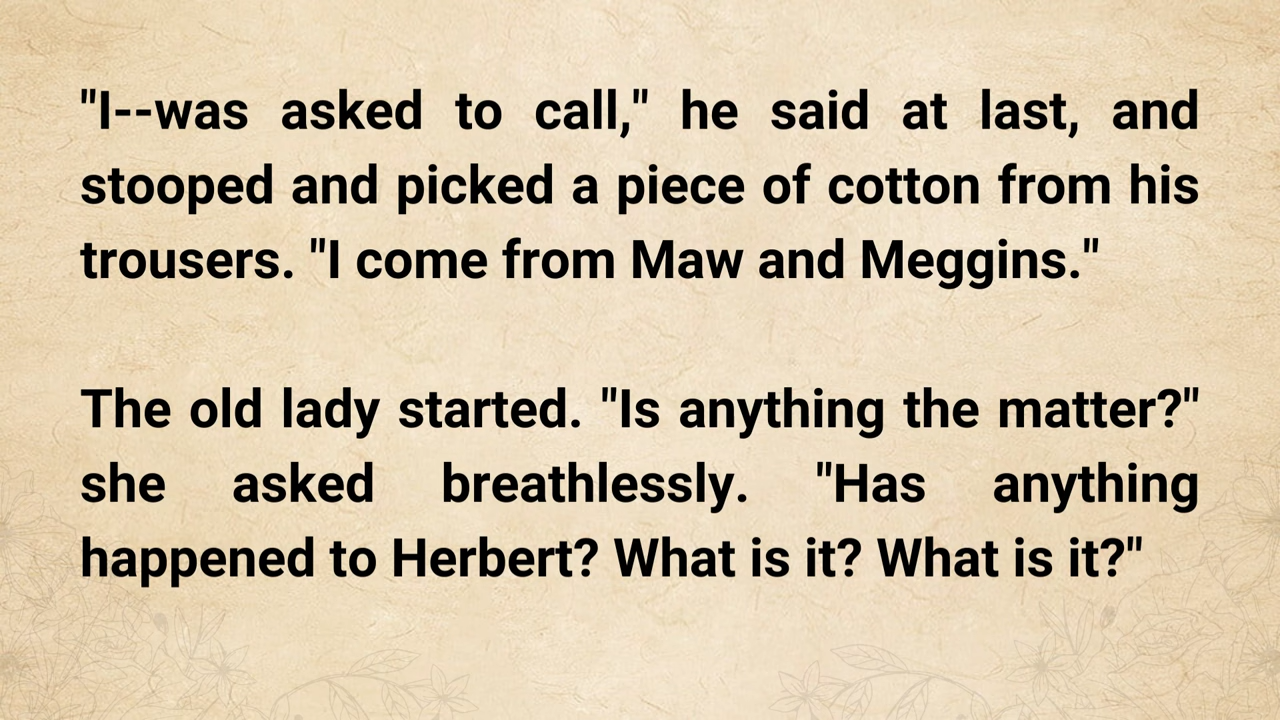 "I--was asked to call," he said at last, and
stooped and picked a piece of cotton from his
trousers. "I come from Maw and Meggins."
The old lady started. "Is anything the matter?"
she asked breathlessly. "Has anything
happened to Herbert? What is it? What is it?"